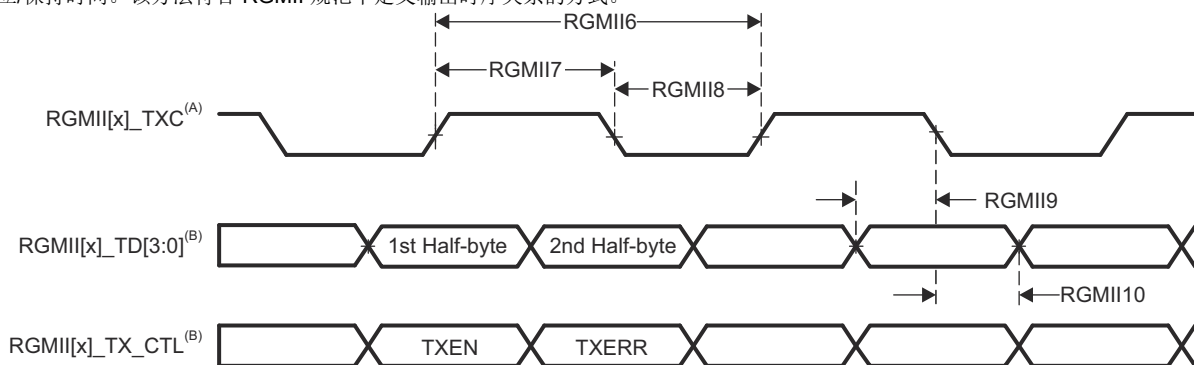 RGMII6
RGMII7
RGMII8
RGMII[x]_TXC(A)
RGMII9
RGMII[x]_TD[3:0](B)
1st Half-byte
2nd Half-byte
RGMII10
RGMII[x]_TX_CTL(B)
TXEN
TXERR